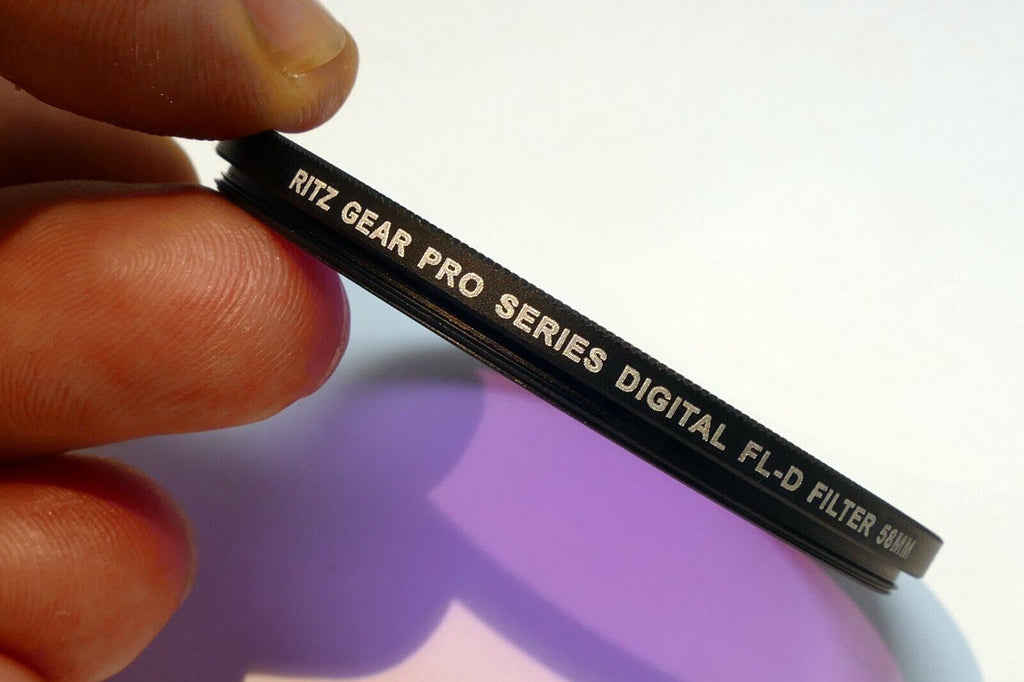 RITZ GEAR PRO SERIES DIGITAL FL-D FILTER 58MM